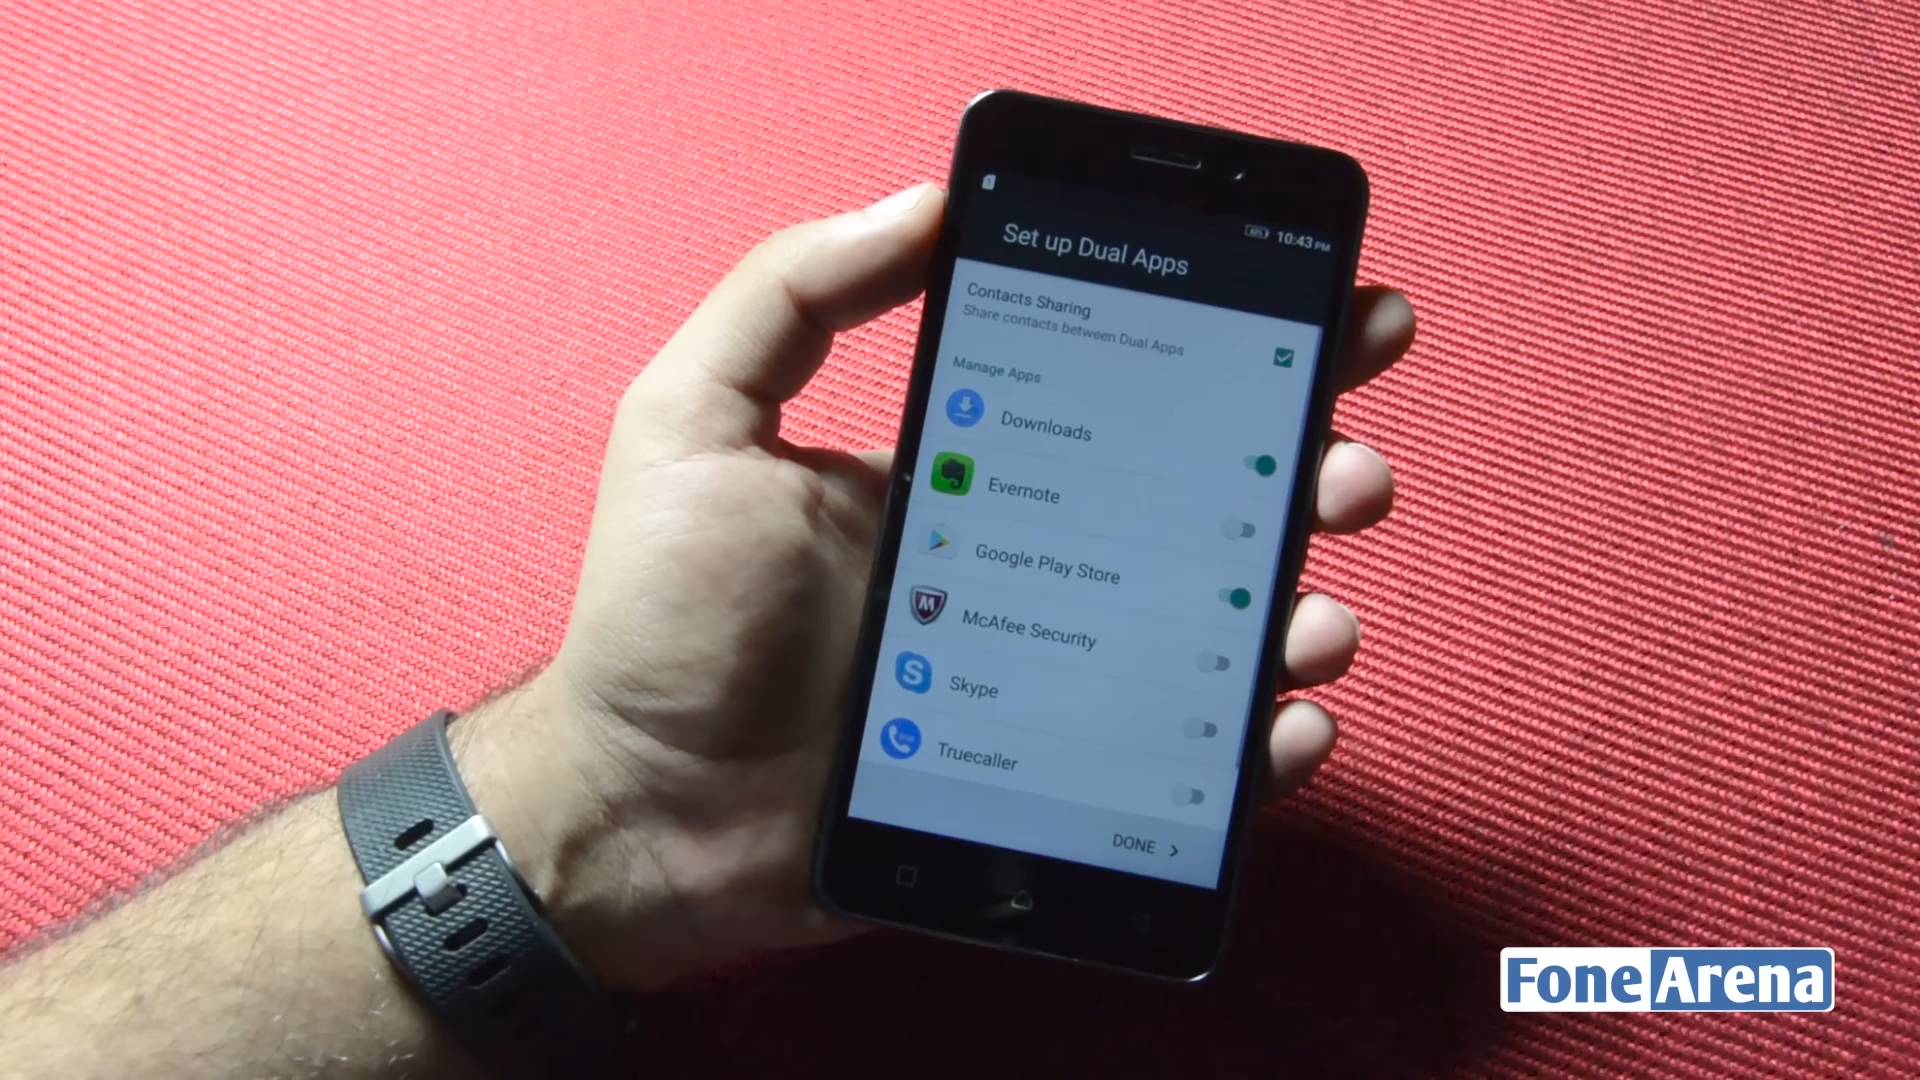 10:43 PM
Set up Dual Apps
Contacts Sharing
Share contacts between Dual Apps
Manage Apps
Downloads
Evernote
Google Play Store
McAfee Security
Skype
Truecaller
DONE
FoneArena